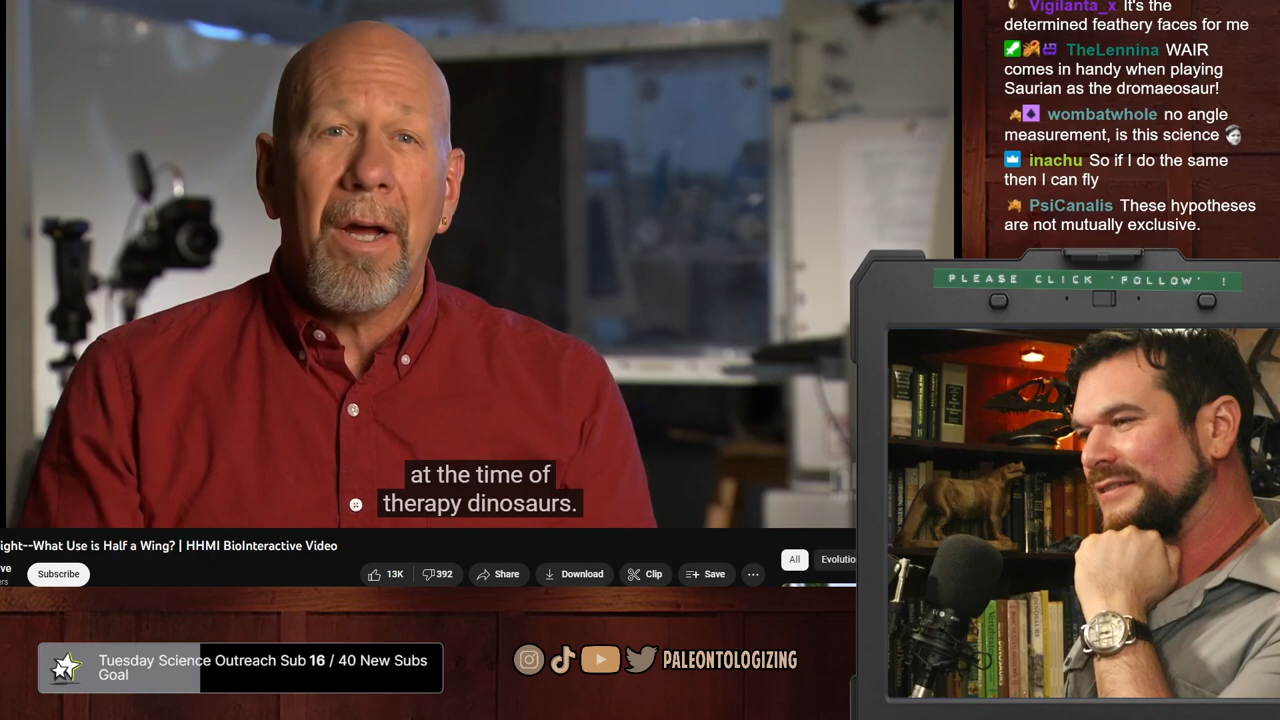 Vigilanta_x It's the
determined feathery faces for me
TheLennina WAIR
comes in handy when playing
Saurian as the dromaeosaur!
wombatwhole no angle
measurement, is this science
inachu So if I do the same
then I can fly
PsiCanalis These hypotheses
are not mutually exclusive.
PLEASE CLICK 'FOLLOW' !
at the time of
therapy dinosaurs.
ight--What Use is Half a Wing? | HHMI BioInteractive Video
ve
ers
Subscribe
13K
392
Share
Download
Clip
Save
All
Evolutio
Tuesday Science Outreach Sub 16 / 40 New Subs
Goal
PALEONTOLOGIZING